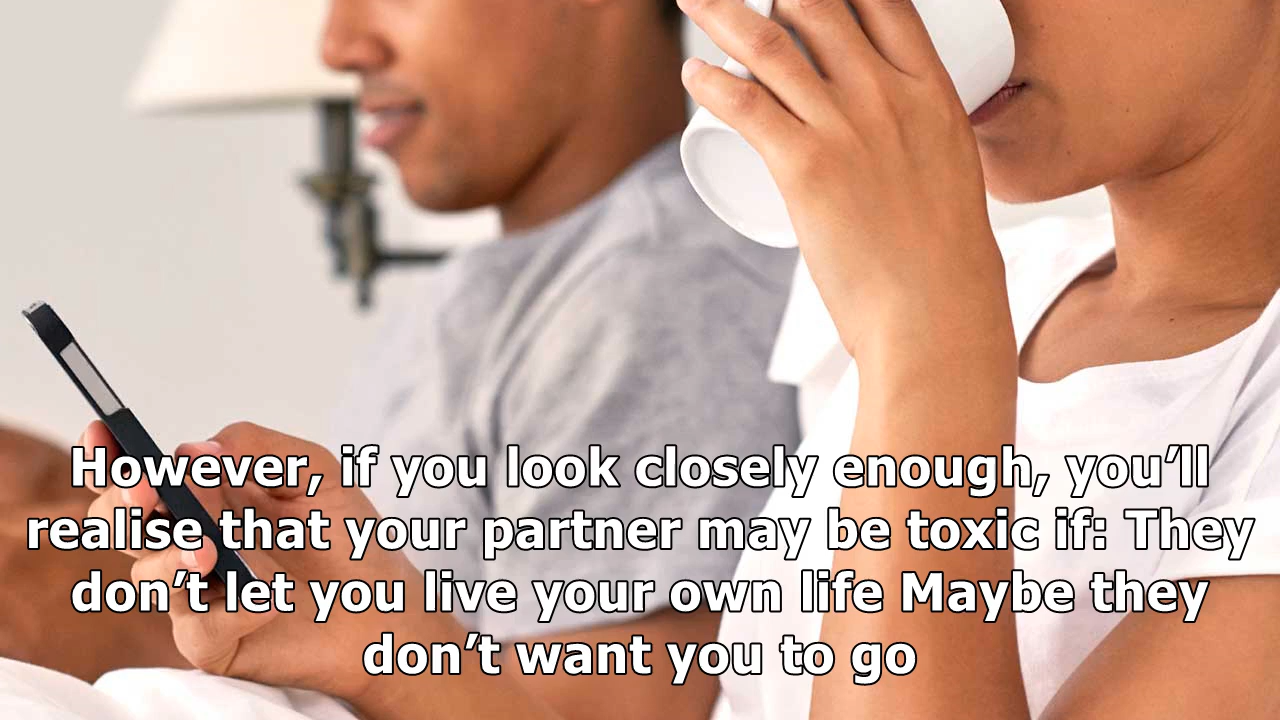 However, if you look closely enough, you’ll
realise that your partner may be toxic if: They
don’t let you live your own life Maybe they
don’t want you to go